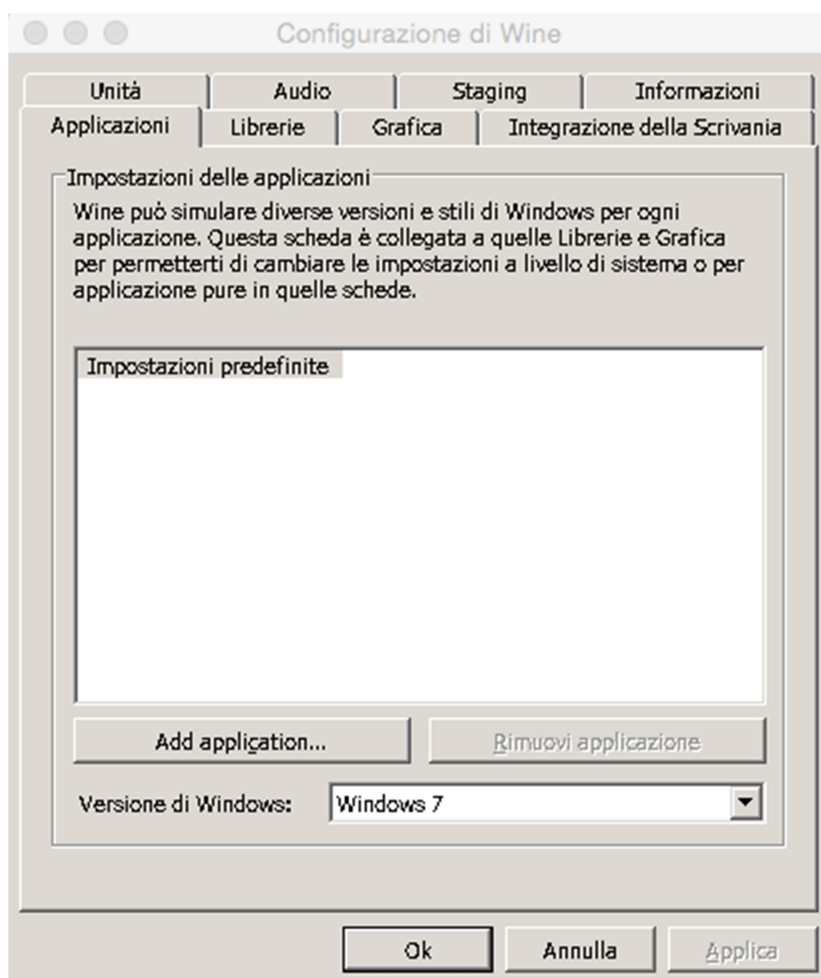 Configurazione di Wine
Unità Audio Staging Informazioni
Applicazioni Librerie Grafica Integrazione della Scrivania
Impostazioni delle applicazioni
Wine può simulare diverse versioni e stili di Windows per ogni
applicazione. Questa scheda è collegata a quelle Librerie e Grafica
per permetterti di cambiare le impostazioni a livello di sistema o per
applicazione pure in quelle schede.
Impostazioni predefinite
Add application... Rimuovi applicazione
Versione di Windows: Windows 7
Ok Annulla Applica